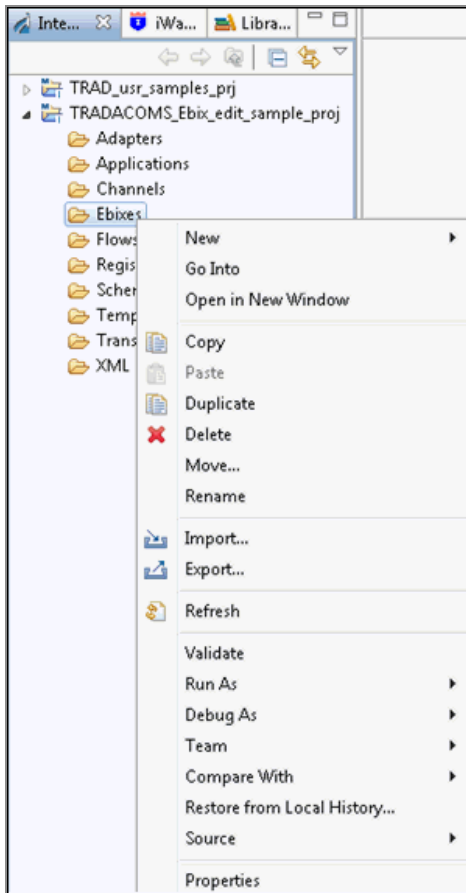 Inte...
iWa...
Libra...
TRAD_usr_samples_prj
TRADACOMS_Ebix_edit_sample_proj
Adapters
Applications
Channels
Ebixes
Flows
Regis
Scher
Temp
Trans
XML
New
Go Into
Open in New Window
Copy
Paste
Duplicate
Delete
Move...
Rename
Import...
Export...
Refresh
Validate
Run As
Debug As
Team
Compare With
Restore from Local History...
Source
Properties